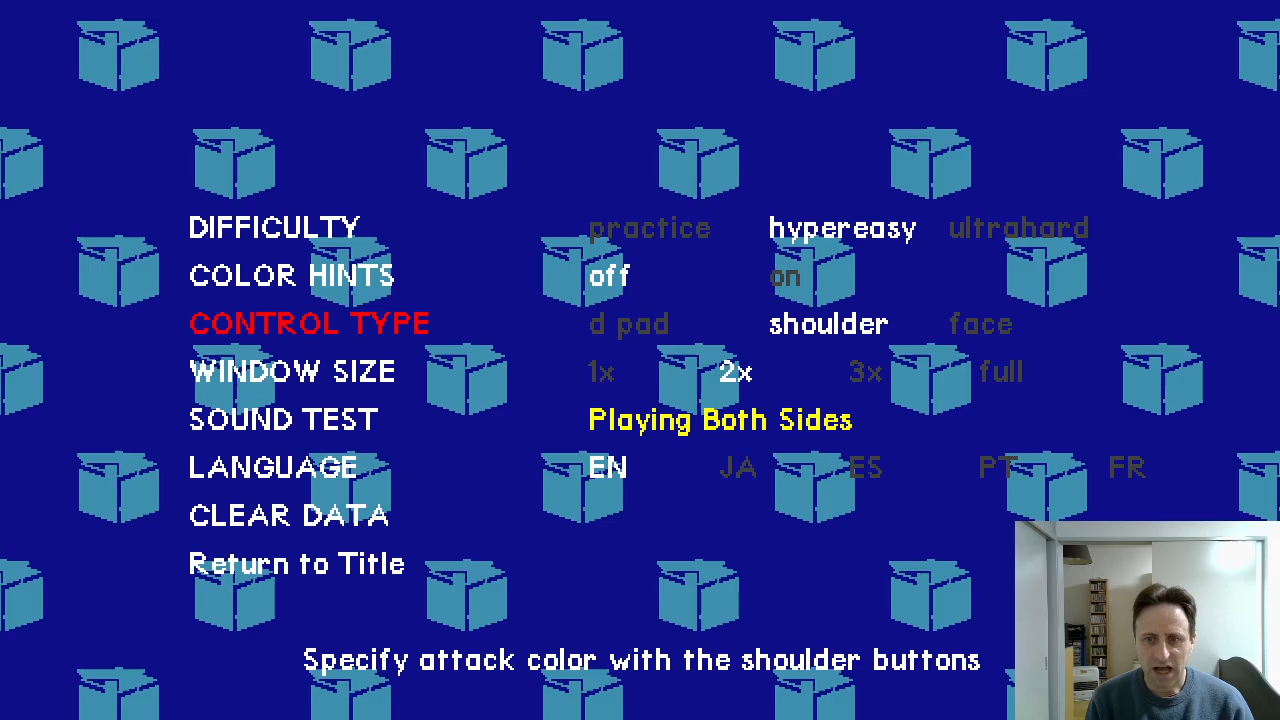 DIFFICULTY practice hypereasy ultrahard
COLOR HINTS off on
CONTROL TYPE d pad shoulder face
WINDOW SIZE 1x 2x 3x full
SOUND TEST Playing Both Sides
LANGUAGE EN JA ES PT FR
CLEAR DATA
Return to Title
Specify attack color with the shoulder buttons